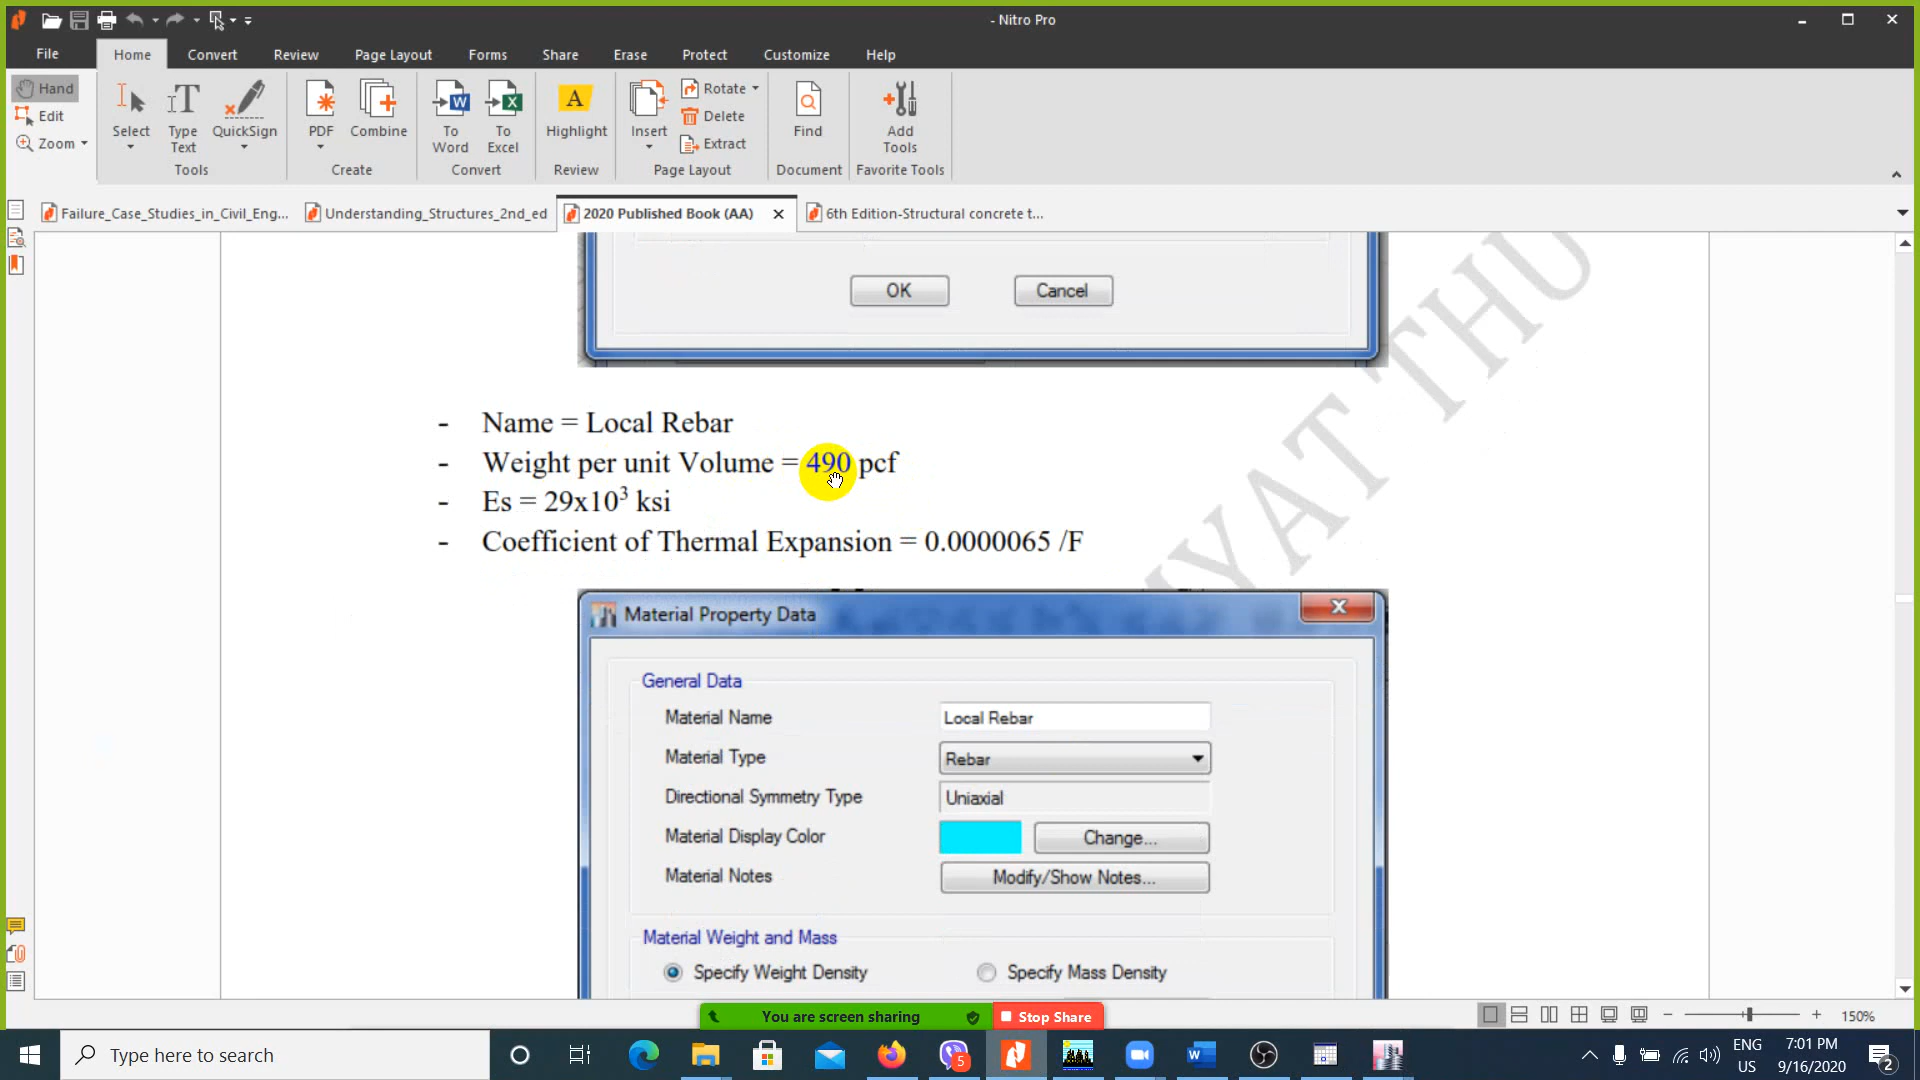 - Nitro Pro
File
Home
Convert
Review
Page Layout
Forms
Share
Erase
Protect
Customize
Help
Hand
Edit
Zoom
Select
Type Text
QuickSign
Tools
PDF
Combine
Create
To Word
To Excel
Convert
Highlight
Review
Insert
Rotate
Delete
Extract
Page Layout
Find
Document
Add Tools
Favorite Tools
Failure_Case_Studies_in_Civil_Eng...
Understanding_Structures_2nd_ed
2020 Published Book (AA)
6th Edition-Structural concrete t...
OK
Cancel
MYAT THU
- Name = Local Rebar
- Weight per unit Volume = 490 pcf
- Es = 29x10³ ksi
- Coefficient of Thermal Expansion = 0.0000065 /F
Material Property Data
General Data
Material Name
Local Rebar
Material Type
Rebar
Directional Symmetry Type
Uniaxial
Material Display Color
Change...
Material Notes
Modify/Show Notes...
Material Weight and Mass
Specify Weight Density
Specify Mass Density
You are screen sharing
Stop Share
150%
Type here to search
5
ENG
US
7:01 PM
9/16/2020
2